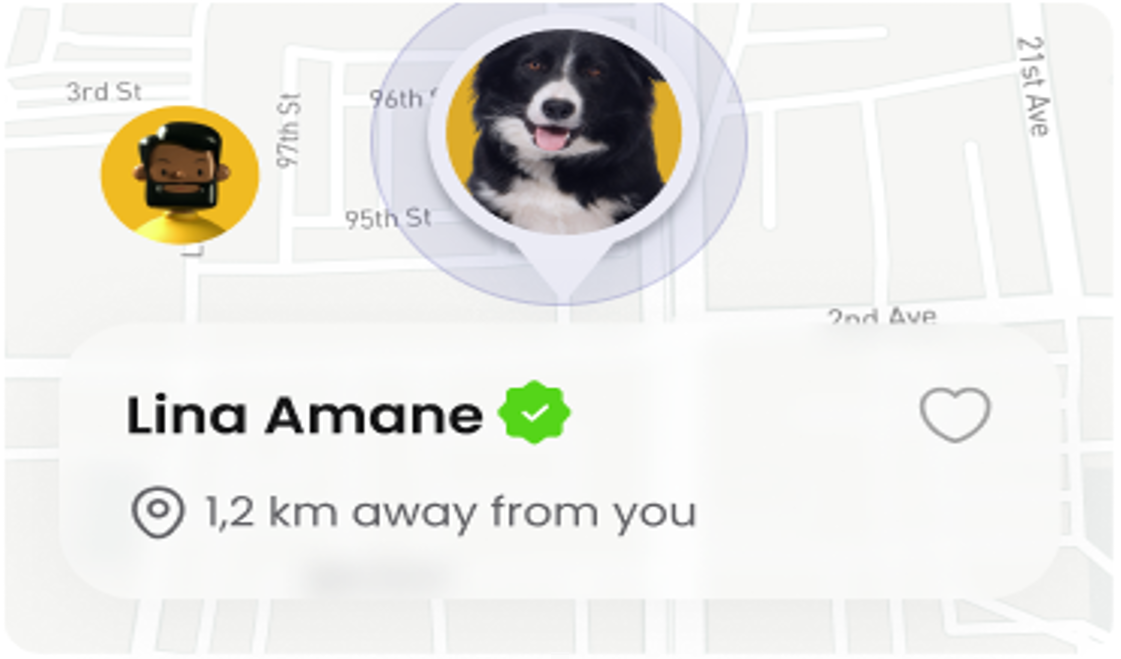 3rd St
97th St
96th
21st Ave
95th St
2nd Ave
Lina Amane
1,2 km away from you